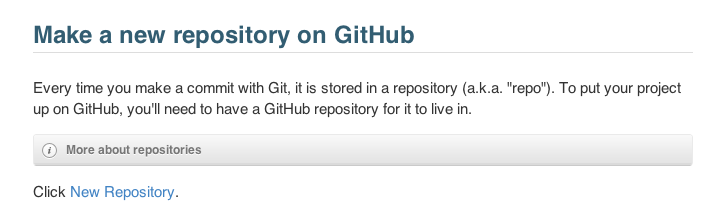 Make a new repository on GitHub
Every time you make a commit with Git, it is stored in a repository (a.k.a. "repo"). To put your project
up on GitHub, you'll need to have a GitHub repository for it to live in.
i More about repositories
Click New Repository.